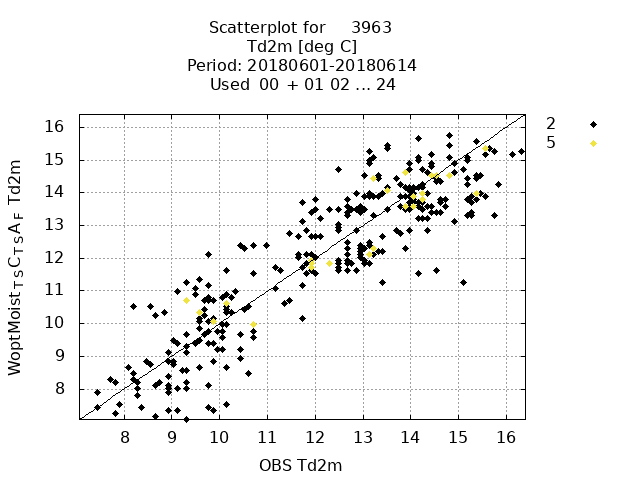 Scatterplot for 3963
Td2m [deg C]
Period: 20180601-20180614
Used 00 + 01 02 ... 24
2
5
16
15
14
13
12
11
10
9
8
WoptMoist_TSC_TSA_F Td2m
8 9 10 11 12 13 14 15 16
OBS Td2m